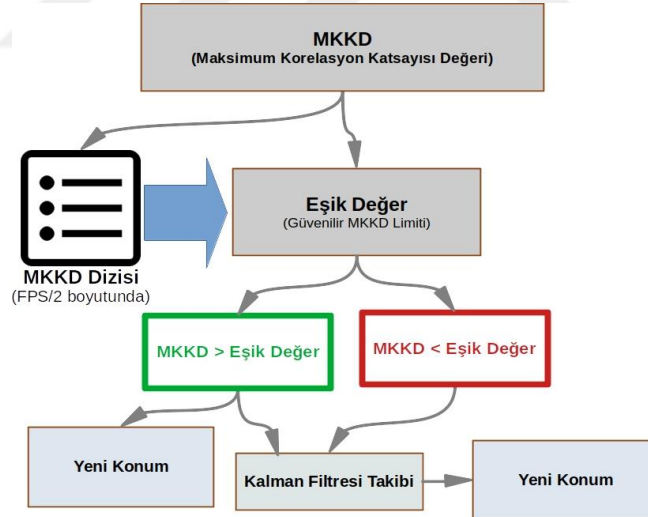 MKKD
(Maksimum Korelasyon Katsayısı Değeri)
Eşik Değer
(Güvenilir MKKD Limiti)
MKKD Dizisi
(FPS/2 boyutunda)
MKKD > Eşik Değer
MKKD < Eşik Değer
Yeni Konum
Kalman Filtresi Takibi
Yeni Konum